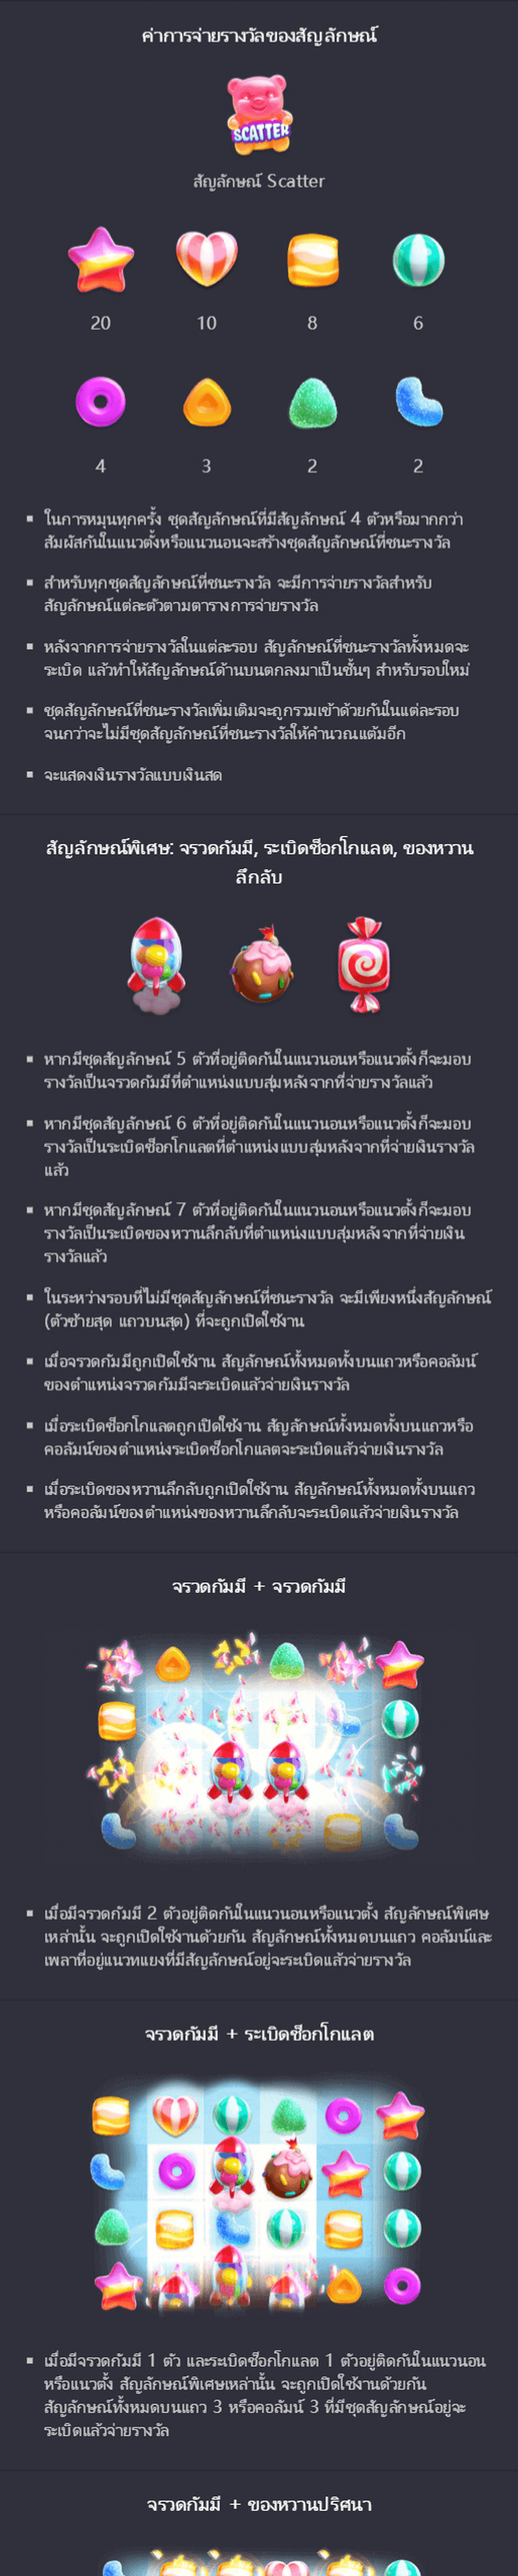 ค่าการจ่ายรางวัลของสัญลักษณ์
SCATTER
สัญลักษณ์ Scatter
20 10 8 6
4 3 2 2
▪ ในการหมุนทุกครั้ง ชุดสัญลักษณ์ที่มีสัญลักษณ์ 4 ตัวหรือมากกว่า
สัมผัสกันในแนวตั้งหรือแนวนอนจะสร้างชุดสัญลักษณ์ที่ชนะรางวัล
▪ สำหรับทุกชุดสัญลักษณ์ที่ชนะรางวัล จะมีการจ่ายรางวัลสำหรับ
สัญลักษณ์แต่ละตัวตามตารางการจ่ายรางวัล
▪ หลังจากการจ่ายรางวัลในแต่ละรอบ สัญลักษณ์ที่ชนะรางวัลทั้งหมดจะ
ระเบิด แล้วทำให้สัญลักษณ์ด้านบนตกลงมาเป็นชั้นๆ สำหรับรอบใหม่
▪ ชุดสัญลักษณ์ที่ชนะรางวัลเพิ่มเติมจะถูกรวมเข้าด้วยกันในแต่ละรอบ
จนกว่าจะไม่มีชุดสัญลักษณ์ที่ชนะรางวัลให้คำนวณแต้มอีก
▪ จะแสดงเงินรางวัลแบบเงินสด
สัญลักษณ์พิเศษ: จรวดกัมมี่, ระเบิดช็อกโกแลต, ของหวาน
ลึกลับ
▪ หากมีชุดสัญลักษณ์ 5 ตัวที่อยู่ติดกันในแนวนอนหรือแนวตั้งก็จะมอบ
รางวัลเป็นจรวดกัมมี่ที่ตำแหน่งแบบสุ่มหลังจากที่จ่ายรางวัลแล้ว
▪ หากมีชุดสัญลักษณ์ 6 ตัวที่อยู่ติดกันในแนวนอนหรือแนวตั้งก็จะมอบ
รางวัลเป็นระเบิดช็อกโกแลตที่ตำแหน่งแบบสุ่มหลังจากที่จ่ายเงินรางวัล
แล้ว
▪ หากมีชุดสัญลักษณ์ 7 ตัวที่อยู่ติดกันในแนวนอนหรือแนวตั้งก็จะมอบ
รางวัลเป็นระเบิดของหวานลึกลับที่ตำแหน่งแบบสุ่มหลังจากที่จ่ายเงิน
รางวัลแล้ว
▪ ในระหว่างรอบที่ไม่มีชุดสัญลักษณ์ที่ชนะรางวัล จะมีเพียงหนึ่งสัญลักษณ์
(ตัวซ้ายสุด แถวบนสุด) ที่จะถูกเปิดใช้งาน
▪ เมื่อจรวดกัมมี่ถูกเปิดใช้งาน สัญลักษณ์ทั้งหมดทั้งบนแถวหรือคอลัมน์
ของตำแหน่งจรวดกัมมี่จะระเบิดแล้วจ่ายเงินรางวัล
▪ เมื่อระเบิดช็อกโกแลตถูกเปิดใช้งาน สัญลักษณ์ทั้งหมดทั้งบนแถวหรือ
คอลัมน์ของตำแหน่งระเบิดช็อกโกแลตจะระเบิดแล้วจ่ายเงินรางวัล
▪ เมื่อระเบิดของหวานลึกลับถูกเปิดใช้งาน สัญลักษณ์ทั้งหมดทั้งบนแถว
หรือคอลัมน์ของตำแหน่งของหวานลึกลับจะระเบิดแล้วจ่ายเงินรางวัล
จรวดกัมมี่ + จรวดกัมมี่
▪ เมื่อมีจรวดกัมมี่ 2 ตัวอยู่ติดกันในแนวนอนหรือแนวตั้ง สัญลักษณ์พิเศษ
เหล่านั้น จะถูกเปิดใช้งานด้วยกัน สัญลักษณ์ทั้งหมดบนแถว คอลัมน์และ
เพลาที่อยู่แนวทแยงที่มีสัญลักษณ์อยู่จะระเบิดแล้วจ่ายรางวัล
จรวดกัมมี่ + ระเบิดช็อกโกแลต
▪ เมื่อมีจรวดกัมมี่ 1 ตัว และระเบิดช็อกโกแลต 1 ตัวอยู่ติดกันในแนวนอน
หรือแนวตั้ง สัญลักษณ์พิเศษเหล่านั้น จะถูกเปิดใช้งานด้วยกัน
สัญลักษณ์ทั้งหมดบนแถว 3 หรือคอลัมน์ 3 ที่มีชุดสัญลักษณ์อยู่จะ
ระเบิดแล้วจ่ายรางวัล
จรวดกัมมี่ + ของหวานปริศนา